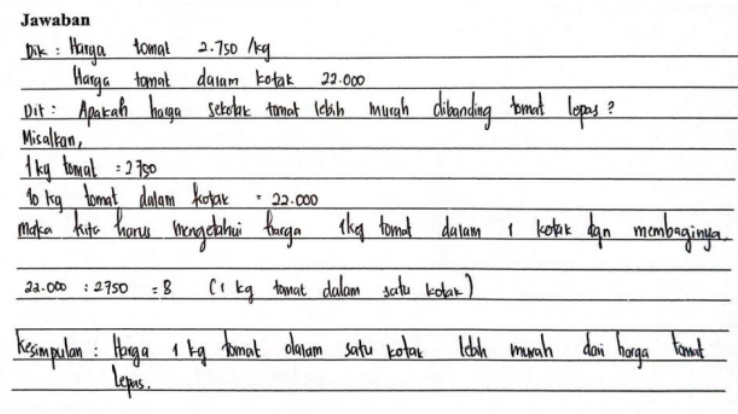 Jawaban
Dik : Harga tomat 2.750 /kg
Harga tomat dalam kotak 22.000
Dit : Apakah harga sekotak tomat lebih murah dibanding tomat lepas ?
Misalkan,
1 kg tomat = 2750
10 kg tomat dalam kotak = 22.000
Maka kita harus mengetahui harga 1kg tomat dalam 1 kotak dgn membaginya.
22.000 : 2750 = 8 (1 kg tomat dalam satu kotak)
Kesimpulan : Harga 1 kg tomat dalam satu kotak lebih murah dari harga tomat
lepas.